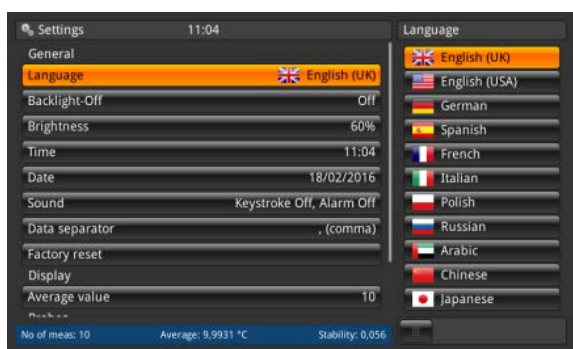 Settings 11:04
General
Language English (UK)
Backlight-Off Off
Brightness 60%
Time 11:04
Date 18/02/2016
Sound Keystroke Off, Alarm Off
Data separator , (comma)
Factory reset
Display
Average value 10
No of meas: 10 Average: 9,9931 °C Stability: 0,056
Language
English (UK)
English (USA)
German
Spanish
French
Italian
Polish
Russian
Arabic
Chinese
Japanese